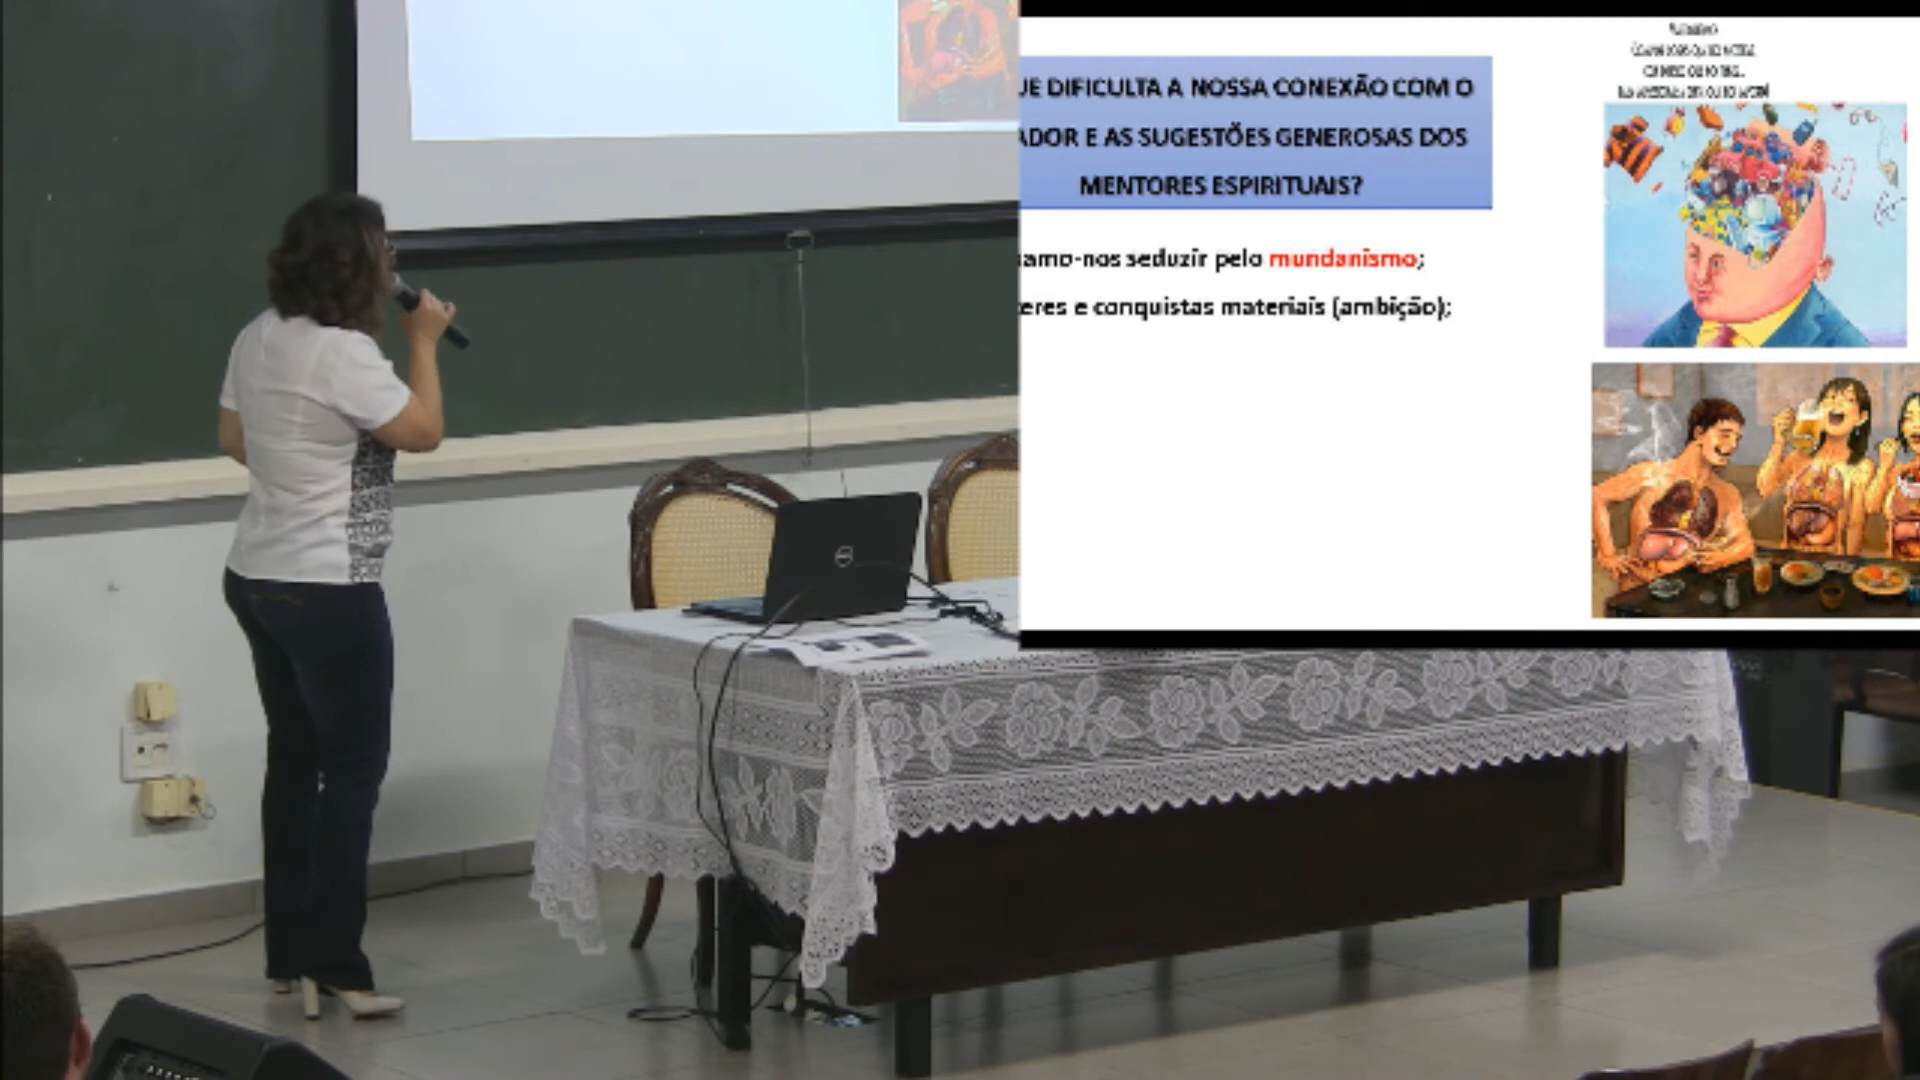 UE DIFICULTA A NOSSA CONEXÃO COM O
ADOR E AS SUGESTÕES GENEROSAS DOS
MENTORES ESPIRITUAIS?
amo-nos seduzir pelo mundanismo;
eres e conquistas materiais (ambição);
DELL